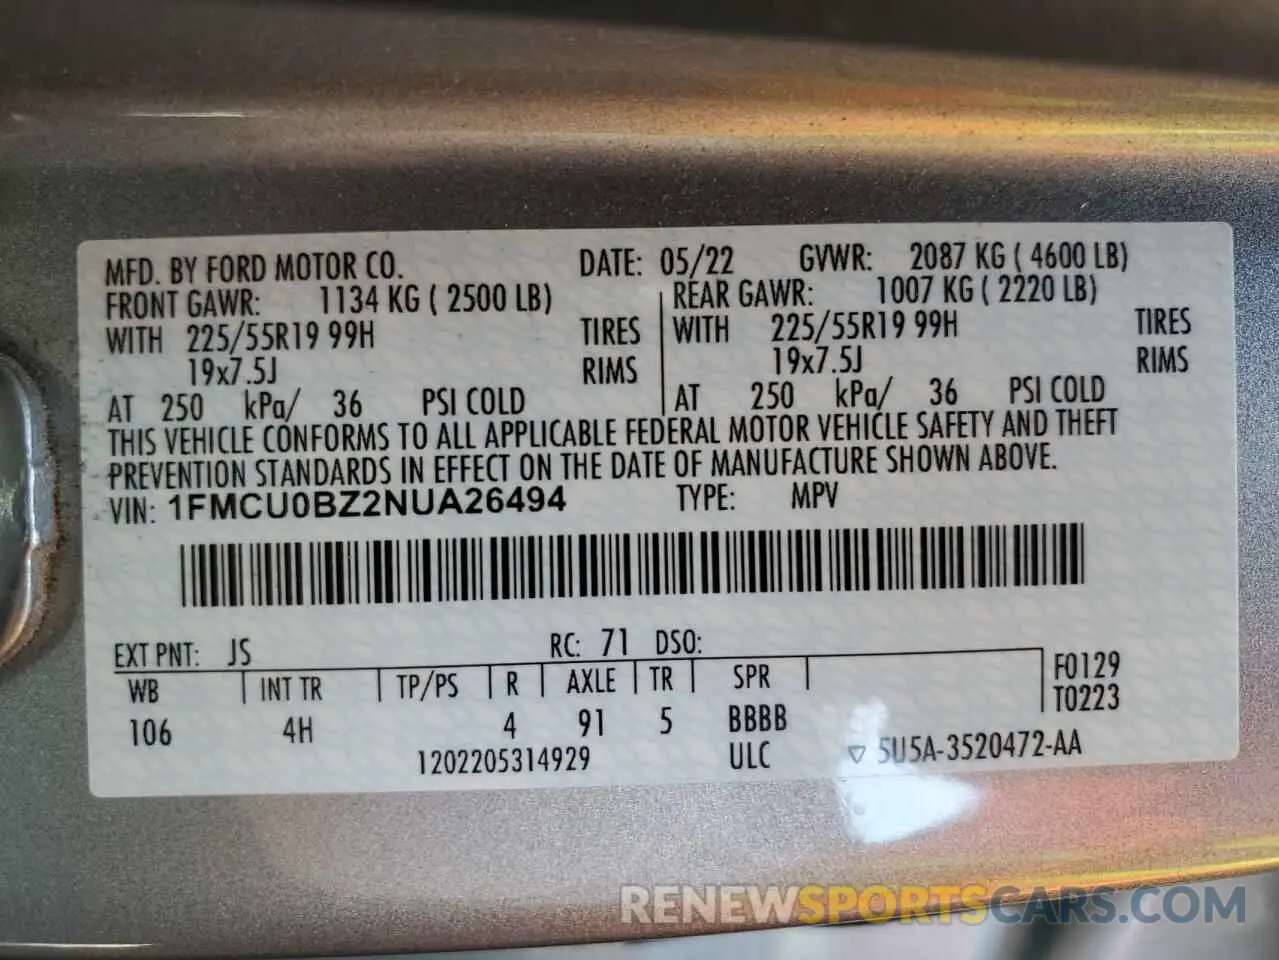 MFD. BY FORD MOTOR CO. DATE: 05/22 GVWR: 2087 KG ( 4600 LB)
FRONT GAWR: 1134 KG ( 2500 LB) REAR GAWR: 1007 KG ( 2220 LB)
WITH 225/55R19 99H TIRES WITH 225/55R19 99H TIRES
19x7.5J RIMS 19x7.5J RIMS
AT 250 kPa/ 36 PSI COLD AT 250 kPa/ 36 PSI COLD
THIS VEHICLE CONFORMS TO ALL APPLICABLE FEDERAL MOTOR VEHICLE SAFETY AND THEFT
PREVENTION STANDARDS IN EFFECT ON THE DATE OF MANUFACTURE SHOWN ABOVE.
VIN: 1FMCU0BZ2NUA26494 TYPE: MPV
EXT PNT: JS RC: 71 DSO:
WB INT TR TP/PS R AXLE TR SPR F0129
T0223
106 4H 4 91 5 BBBB
1202205314929 ULC ▽ 5U5A-3520472-AA
RENEWSPORTSCARS.COM